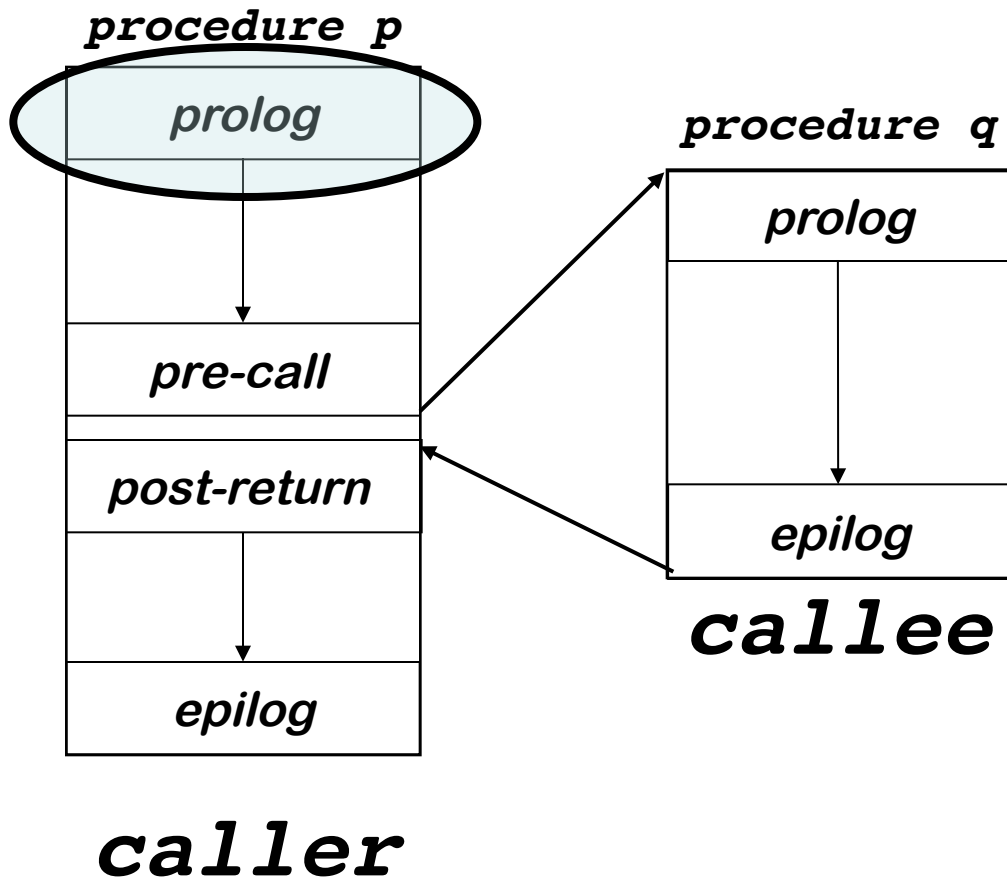 procedure p
prolog
pre-call
post-return
epilog
caller
procedure q
prolog
epilog
callee